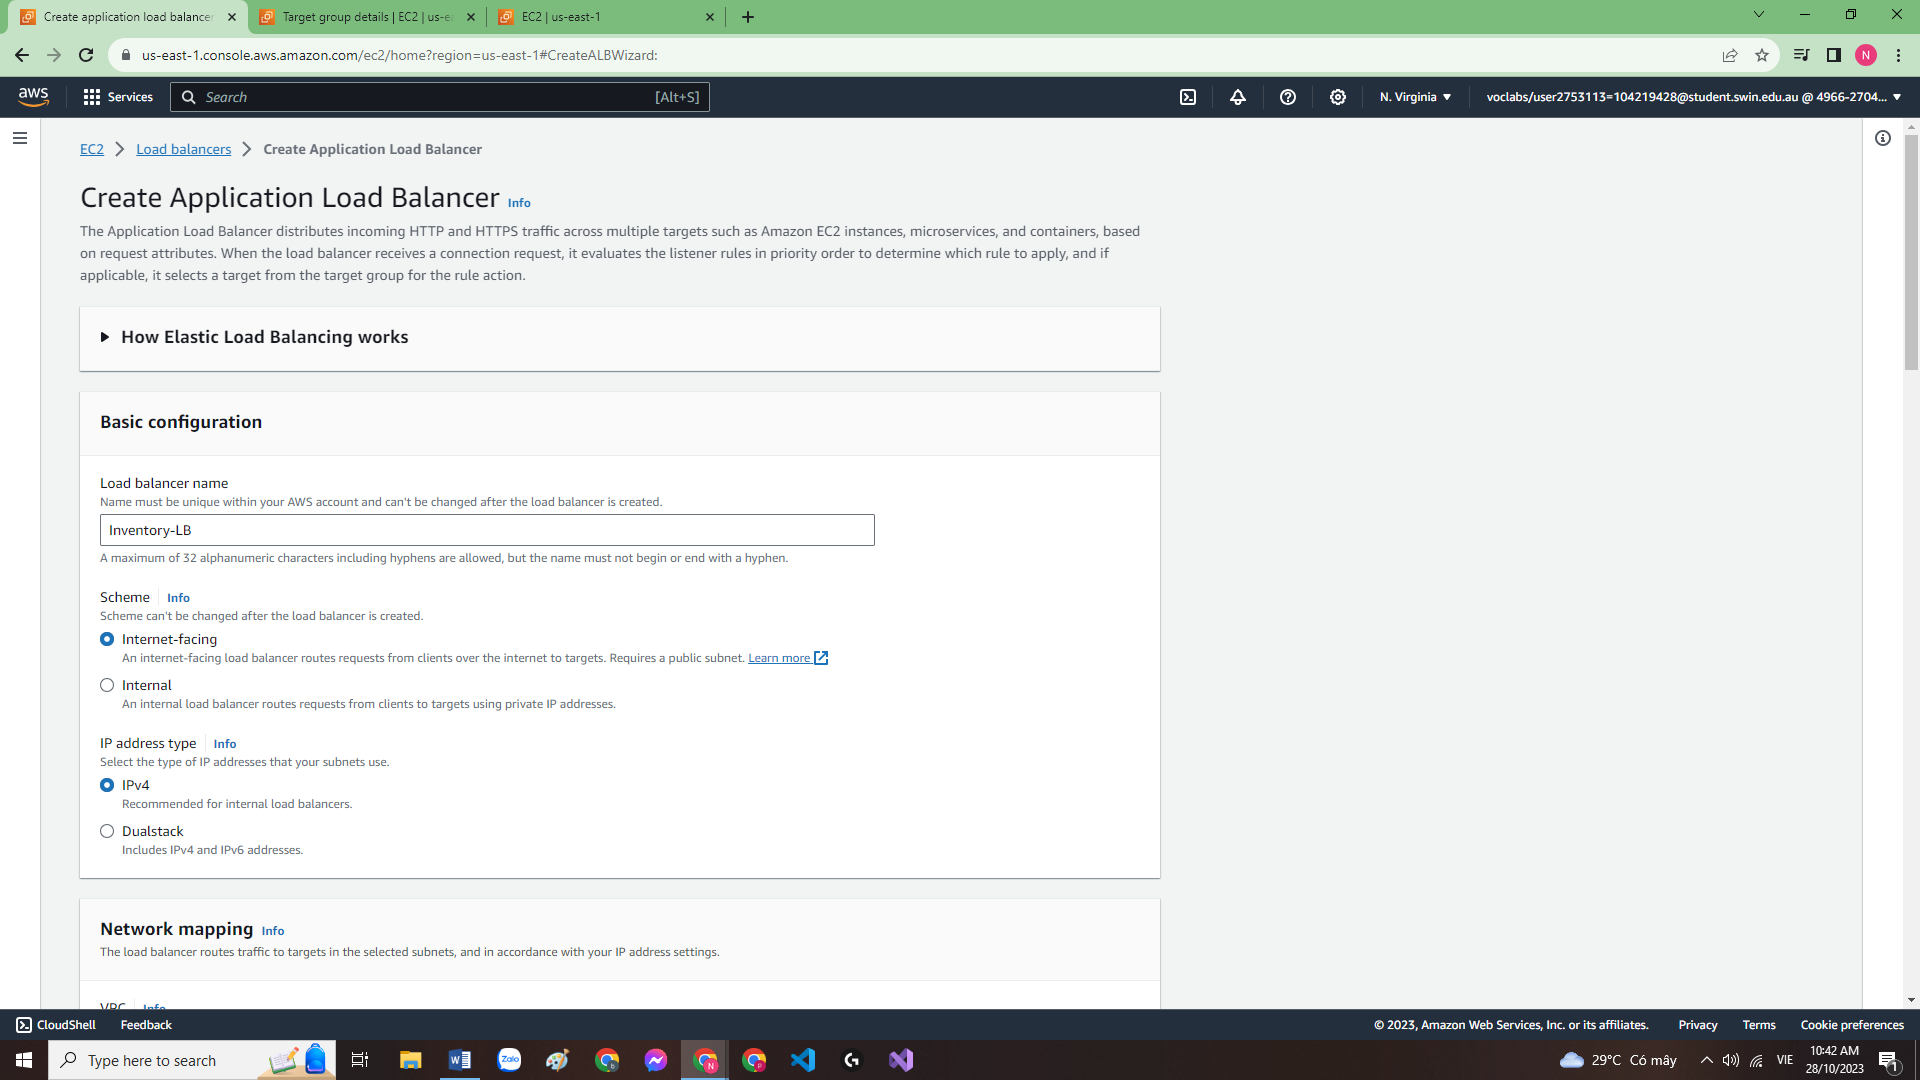 Create application load balancer
Target group details | EC2 | us-ea
EC2 | us-east-1
us-east-1.console.aws.amazon.com/ec2/home?region=us-east-1#CreateALBWizard:
N
aws
Services
Search
[Alt+S]
N. Virginia
voclabs/user2753113=104219428@student.swin.edu.au @ 4966-2704...
EC2
Load balancers
Create Application Load Balancer
Create Application Load Balancer Info
The Application Load Balancer distributes incoming HTTP and HTTPS traffic across multiple targets such as Amazon EC2 instances, microservices, and containers, based
on request attributes. When the load balancer receives a connection request, it evaluates the listener rules in priority order to determine which rule to apply, and if
applicable, it selects a target from the target group for the rule action.
How Elastic Load Balancing works
Basic configuration
Load balancer name
Name must be unique within your AWS account and can't be changed after the load balancer is created.
Inventory-LB
A maximum of 32 alphanumeric characters including hyphens are allowed, but the name must not begin or end with a hyphen.
Scheme Info
Scheme can't be changed after the load balancer is created.
Internet-facing
An internet-facing load balancer routes requests from clients over the internet to targets. Requires a public subnet. Learn more
Internal
An internal load balancer routes requests from clients to targets using private IP addresses.
IP address type Info
Select the type of IP addresses that your subnets use.
IPv4
Recommended for internal load balancers.
Dualstack
Includes IPv4 and IPv6 addresses.
Network mapping Info
The load balancer routes traffic to targets in the selected subnets, and in accordance with your IP address settings.
VPC Info
CloudShell
Feedback
© 2023, Amazon Web Services, Inc. or its affiliates.
Privacy
Terms
Cookie preferences
Type here to search
Zalo
29°C Có mây
VIE
10:42 AM
28/10/2023
1